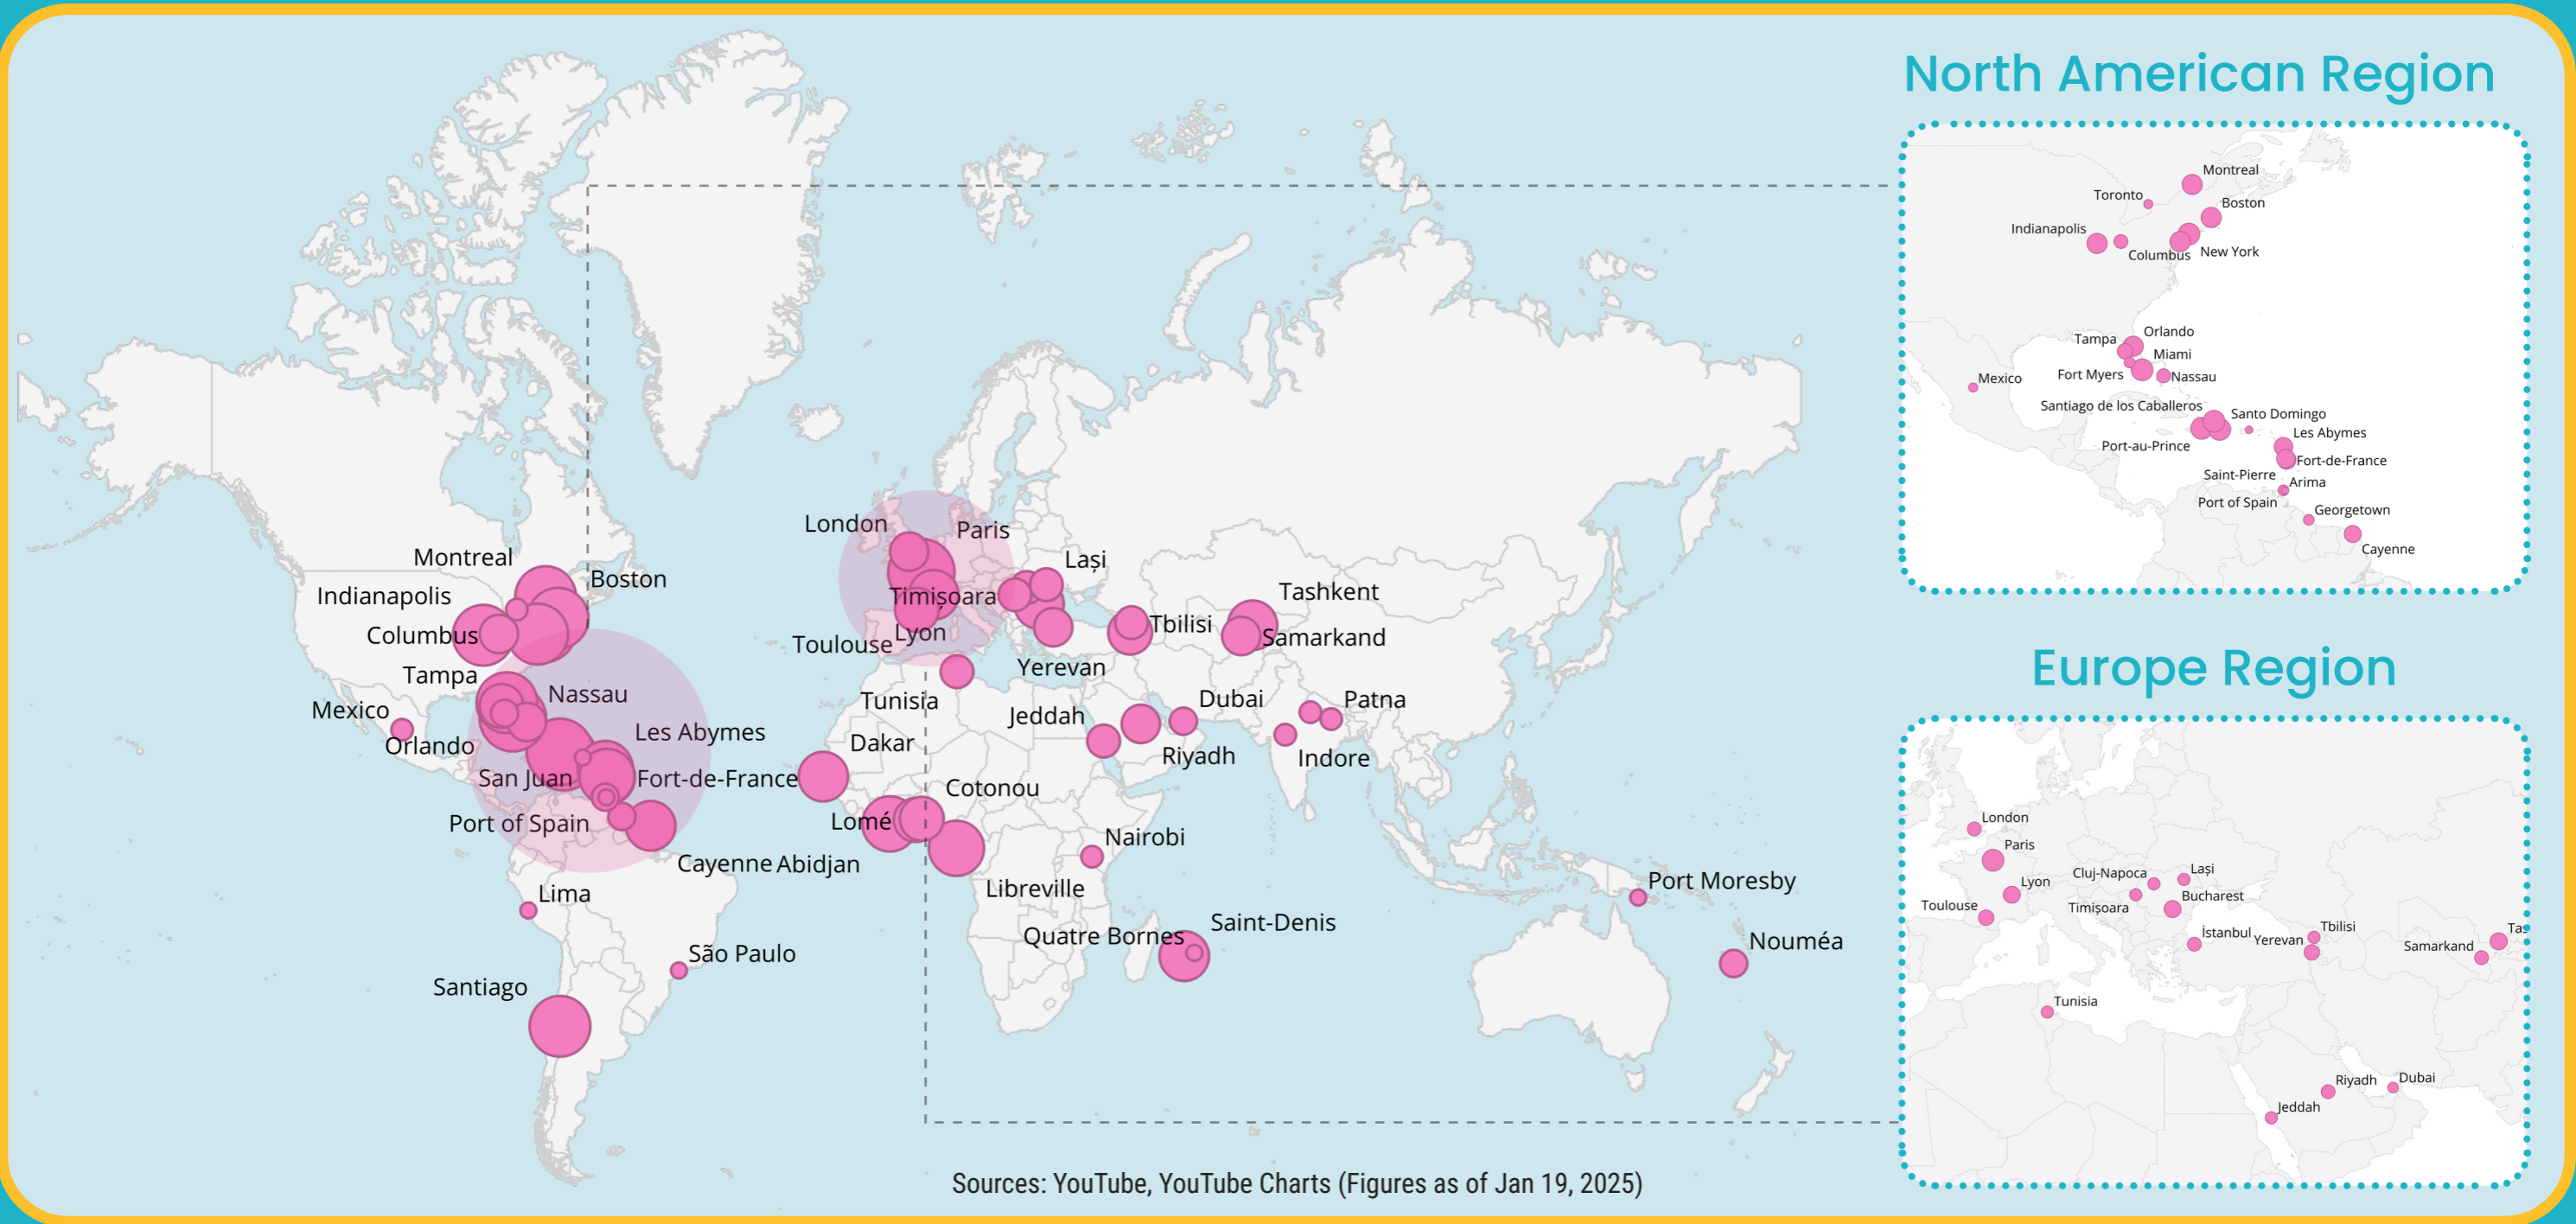 North American Region
Montreal
Toronto
Boston
Indianapolis
Columbus
New York
Orlando
Tampa
Miami
Fort Myers
Nassau
Mexico
Santiago de los Caballeros
Santo Domingo
Les Abymes
Port-au-Prince
Fort-de-France
Saint-Pierre
Arima
Port of Spain
Georgetown
Cayenne
Europe Region
London
Paris
Lyon
Cluj-Napoca
Lași
Bucharest
Toulouse
Timișoara
İstanbul
Yerevan
Tbilisi
Samarkand
Tas
Tunisia
Riyadh
Dubai
Jeddah
London
Paris
Lași
Montreal
Boston
Indianapolis
Timișoara
Tashkent
Columbus
Lyon
Toulouse
Tbilisi
Samarkand
Yerevan
Tampa
Nassau
Mexico
Tunisia
Dubai
Patna
Jeddah
Orlando
Les Abymes
Dakar
Riyadh
Indore
San Juan
Fort-de-France
Cotonou
Port of Spain
Lomé
Nairobi
Cayenne
Abidjan
Lima
Libreville
Port Moresby
Saint-Denis
Quatre Bornes
Nouméa
São Paulo
Santiago
Sources: YouTube, YouTube Charts (Figures as of Jan 19, 2025)